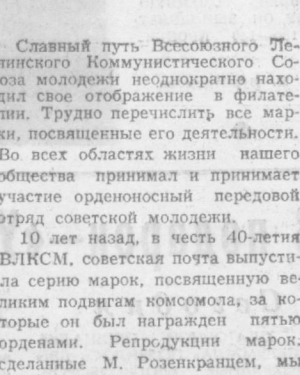 Славный путь Всесоюзного Ле-
нинского Коммунистического Со-
юза молодежи неоднократно нахо-
дил свое отображение в филате-
лии. Трудно перечислить все мар-
ки, посвященные его деятельности.
Во всех областях жизни нашего
общества принимал и принимает
участие орденоносный передовой
отряд советской молодежи.
10 лет назад, в честь 40-летия
ВЛКСМ, советская почта выпусти-
ла серию марок, посвященную ве-
ликим подвигам комсомола, за ко-
торые он был награжден пятью
орденами. Репродукции марок,
сделанные М. Розенкранцем, мы